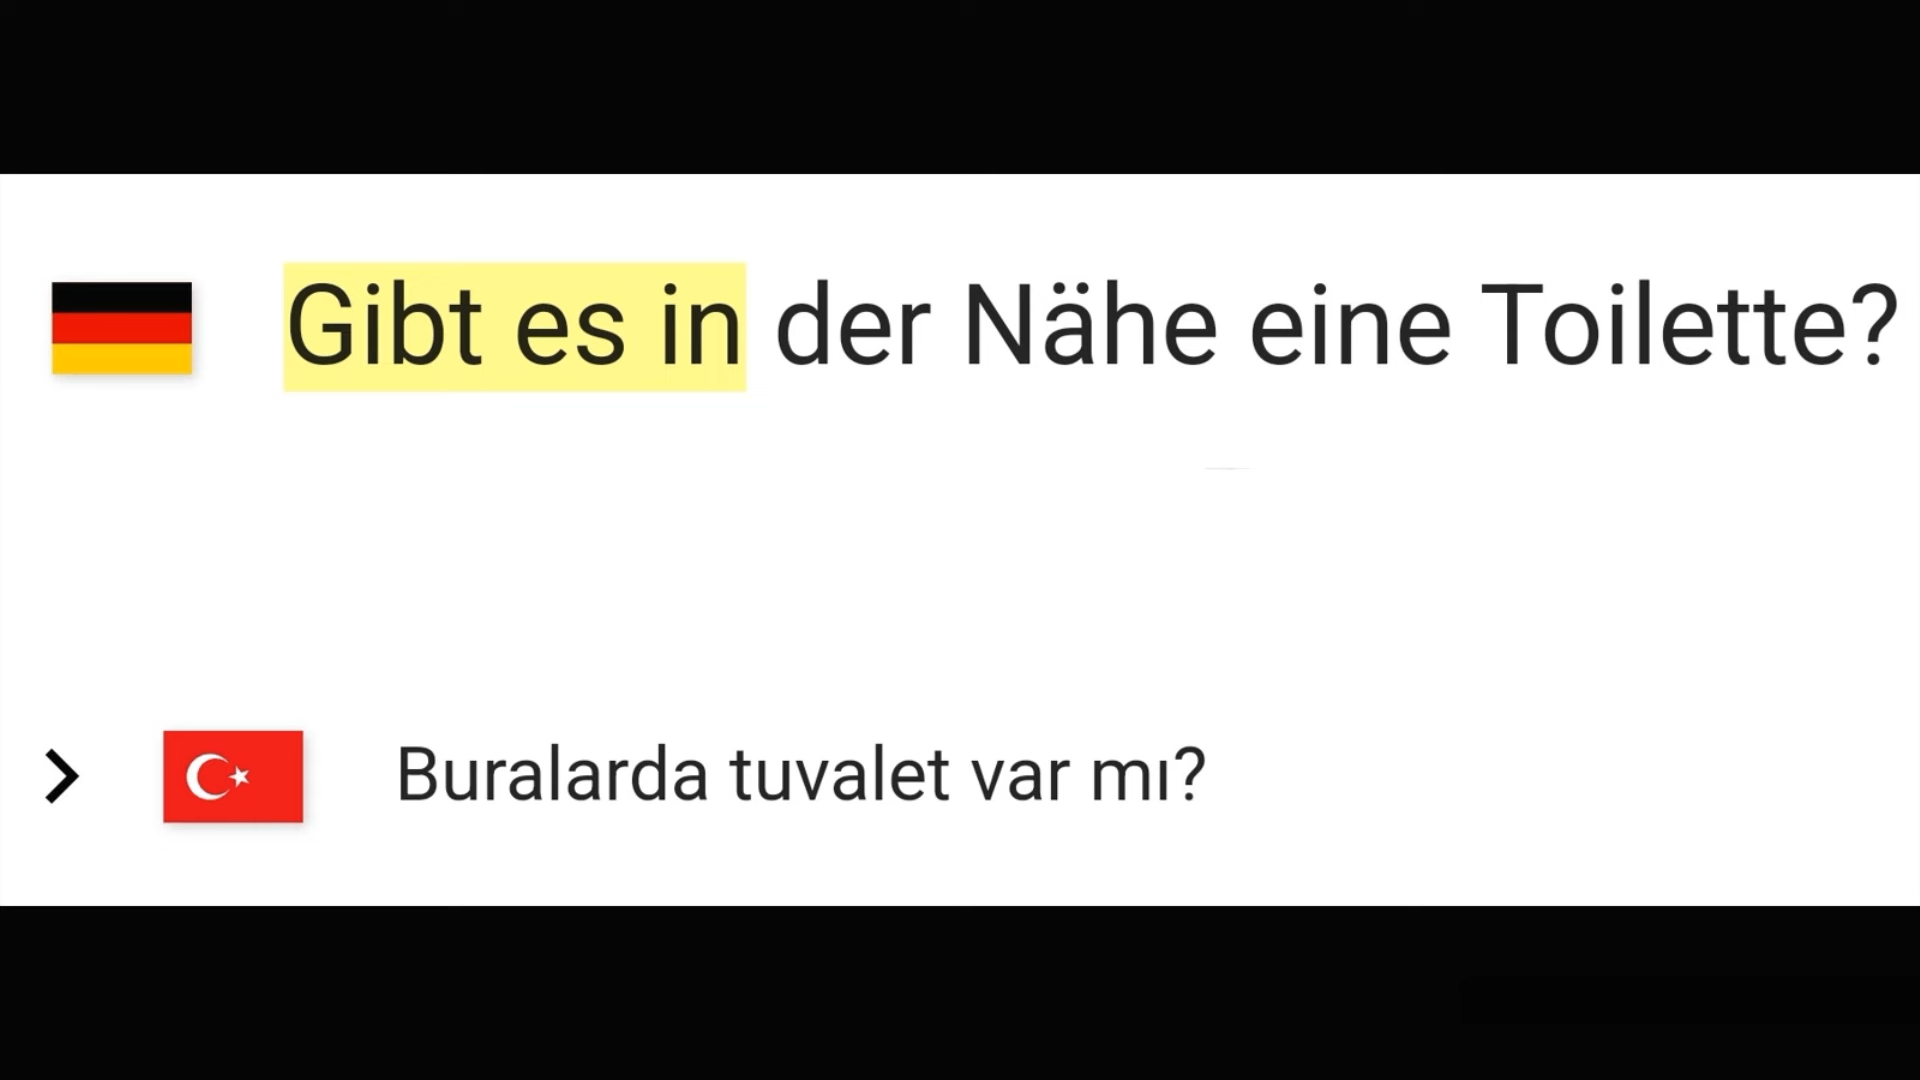 Gibt es in der Nähe eine Toilette?
Buralarda tuvalet var mı?